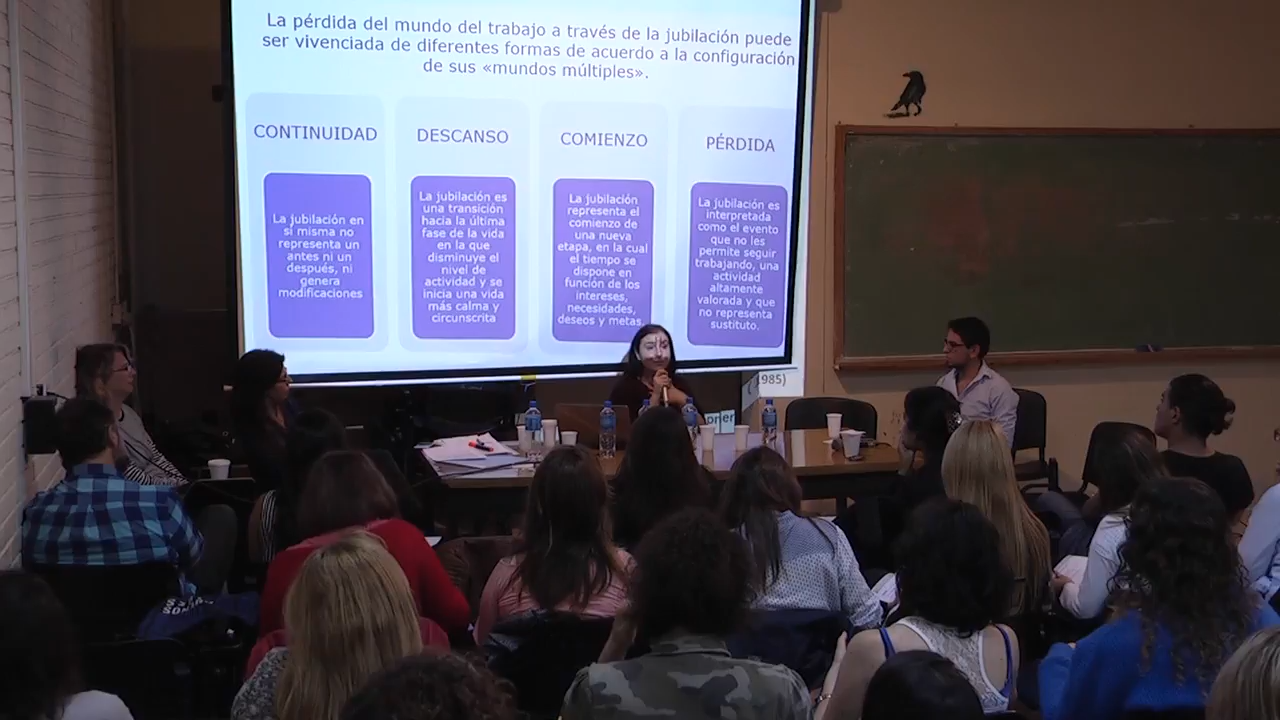 La pérdida del mundo del trabajo a través de la jubilación puede
ser vivenciada de diferentes formas de acuerdo a la configuración
de sus «mundos múltiples».
CONTINUIDAD
La jubilación en
sí misma no
representa un
antes ni un
después, ni
genera
modificaciones
DESCANSO
La jubilación es
una transición
hacia la última
fase de la vida
en la que
disminuye el
nivel de
actividad y se
inicia una vida
más calma y
circunscrita
COMIENZO
La jubilación
representa el
comienzo de
una nueva
etapa, en la cual
el tiempo se
dispone en
función de los
intereses,
necesidades,
deseos y metas.
PÉRDIDA
La jubilación es
interpretada
como el evento
que no les
permite seguir
trabajando, una
actividad
altamente
valorada y que
no representa
sustituto.
1985)
oner